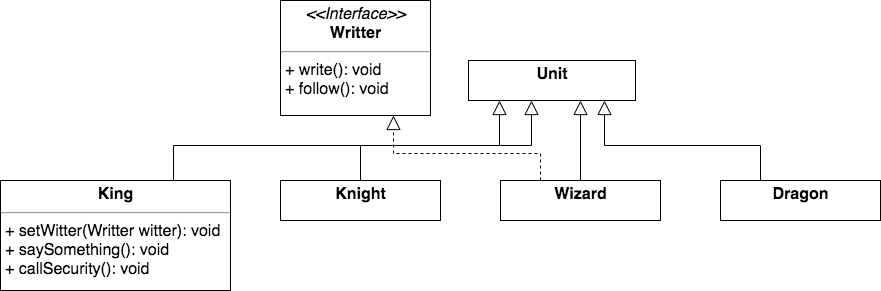 <<Interface>>
Writter
+ write(): void
+ follow(): void
Unit
King
+ setWitter(Writter witter): void
+ saySomething(): void
+ callSecurity(): void
Knight
Wizard
Dragon